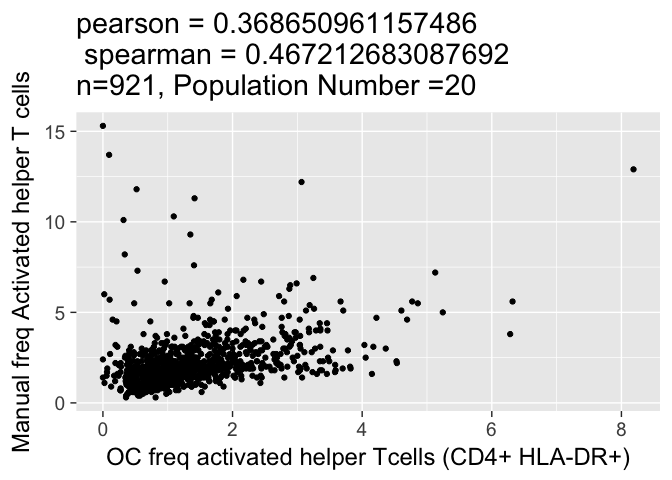 pearson = 0.368650961157486
spearman = 0.467212683087692
n=921, Population Number =20
Manual freq Activated helper T cells
15
10
5
0
0 2 4 6 8
OC freq activated helper Tcells (CD4+ HLA-DR+)